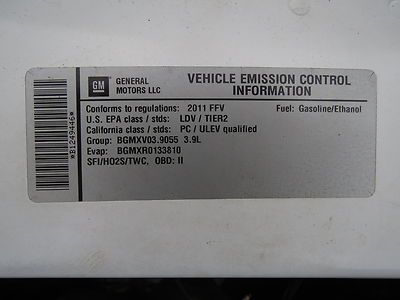 GM
GENERAL MOTORS LLC
VEHICLE EMISSION CONTROL INFORMATION
Conforms to regulations: 2011 FFV
Fuel: Gasoline/Ethanol
U.S. EPA class / stds: LDV / TIER2
California class / stds: PC / ULEV qualified
Group: BGMXV03.9055 3.9L
Evap: BGMXR0133810
SFI/HO2S/TWC, OBD: II
*B1249446*